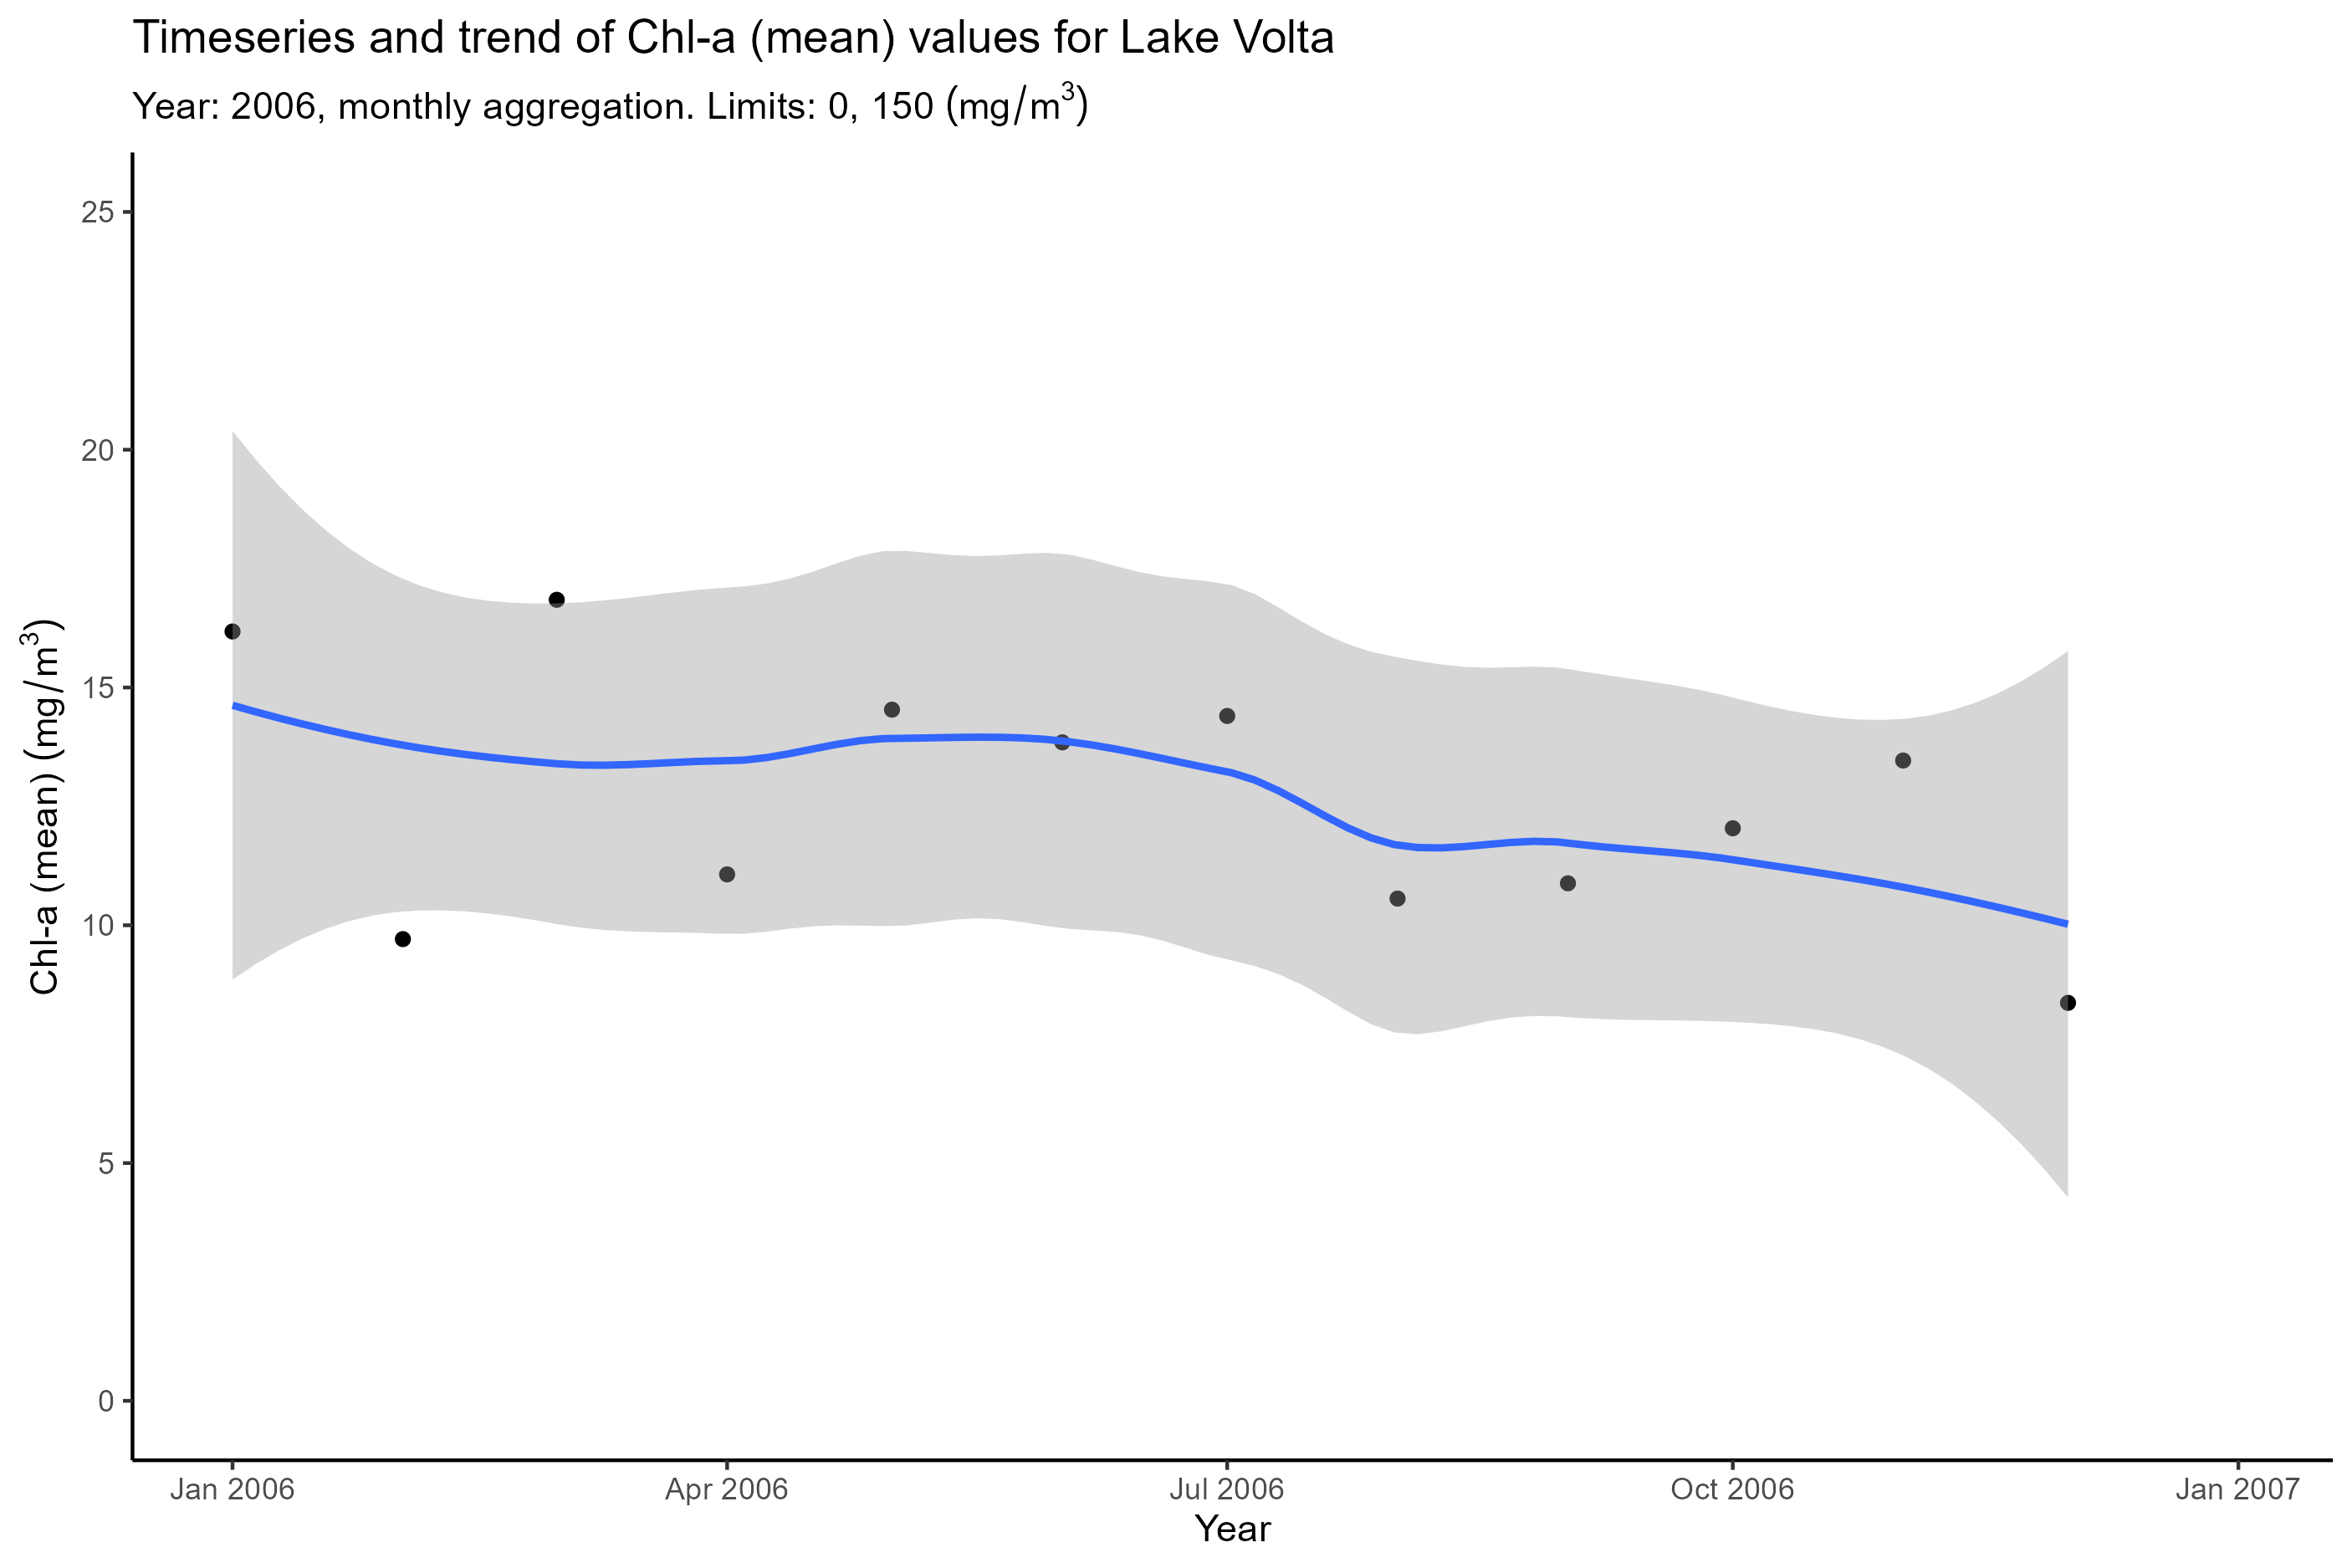 Timeseries and trend of Chl-a (mean) values for Lake Volta
Year: 2006, monthly aggregation. Limits: 0, 150 (mg/m³)
Chl-a (mean) (mg/m³)
25
20
15
10
5
0
Jan 2006
Apr 2006
Jul 2006
Oct 2006
Jan 2007
Year